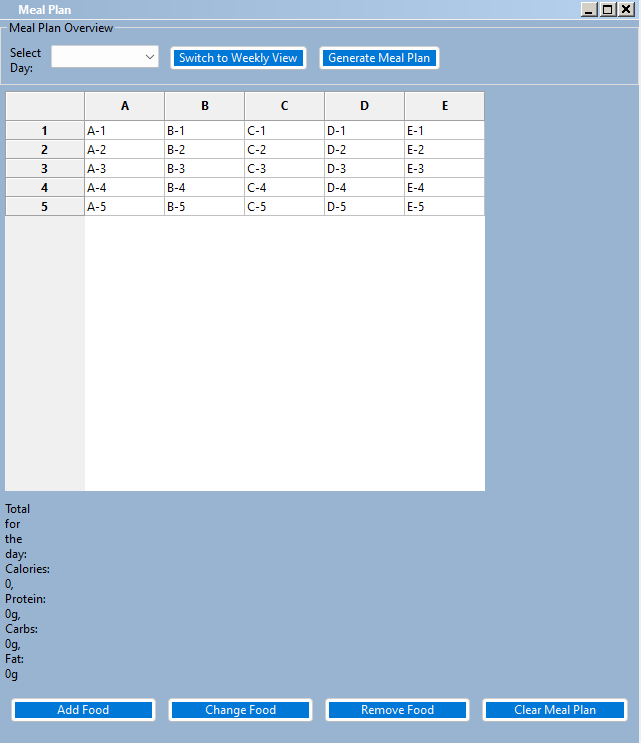 Meal Plan
Meal Plan Overview
Select
Day:
Switch to Weekly View
Generate Meal Plan
A B C D E
1 A-1 B-1 C-1 D-1 E-1
2 A-2 B-2 C-2 D-2 E-2
3 A-3 B-3 C-3 D-3 E-3
4 A-4 B-4 C-4 D-4 E-4
5 A-5 B-5 C-5 D-5 E-5
Total
for
the
day:
Calories:
0,
Protein:
0g,
Carbs:
0g,
Fat:
0g
Add Food Change Food Remove Food Clear Meal Plan